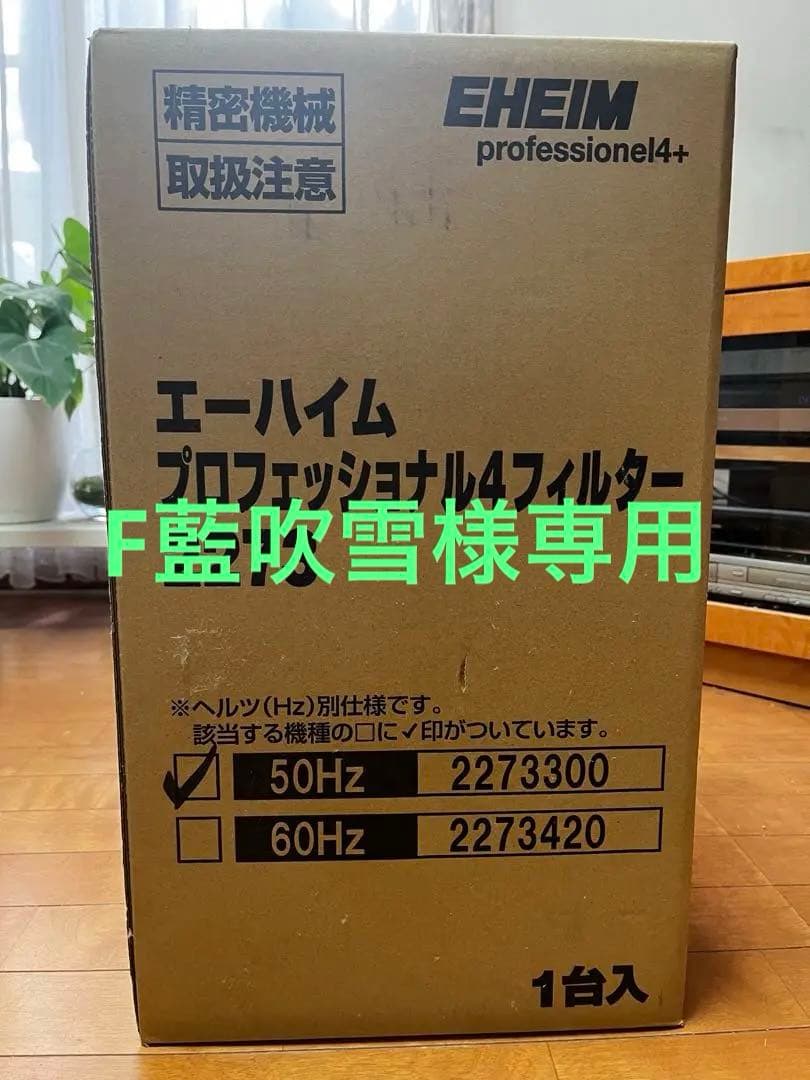 精密機械
取扱注意
EHEIM
professionel4+
エーハイム
プロフェッショナル4フィルター
F藍吹雪様専用
※ヘルツ(Hz)別仕様です。
該当する機種の□に✓印がついています。
✓ 50Hz 2273300
60Hz 2273420
1台入